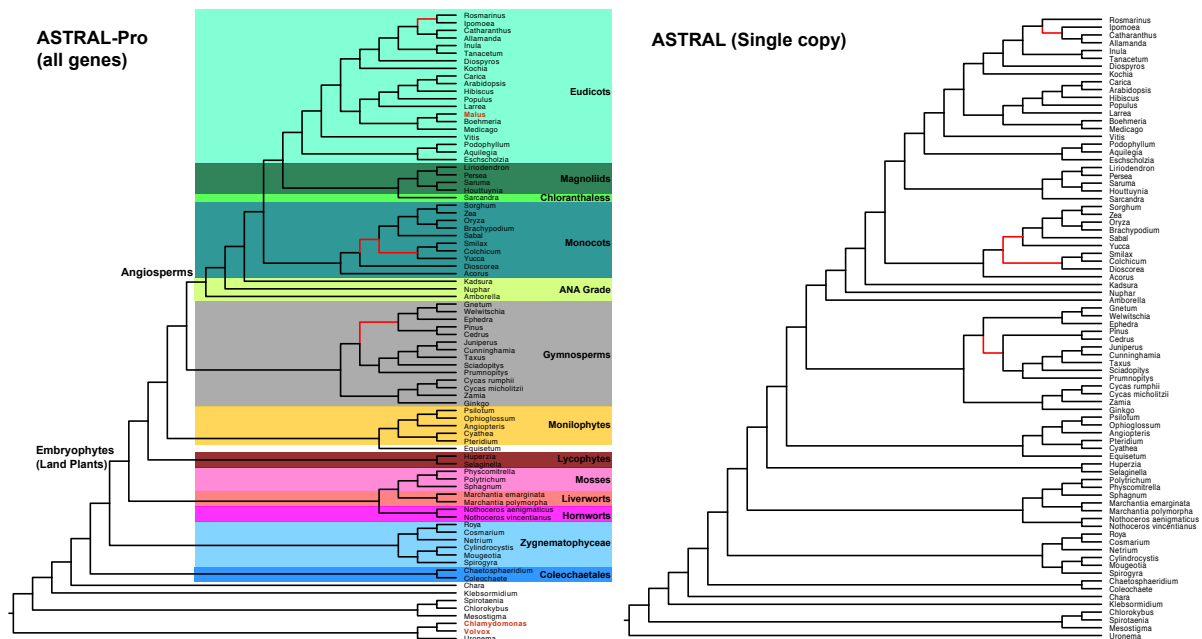 ASTRAL-Pro
(all genes)
Rosmarinus
Ipomoea
Catharanthus
Allamanda
Inula
Tanacetum
Diospyros
Kochia
Carica
Arabidopsis
Hibiscus
Populus
Larrea
Malus
Boehmeria
Medicago
Vitis
Podophyllum
Aquilegia
Eschscholzia
Eudicots
Liriodendron
Persea
Saruma
Houttuynia
Magnoliids
Sarcandra
Chloranthaless
Sorghum
Zea
Oryza
Brachypodium
Sabal
Smilax
Colchicum
Yucca
Dioscorea
Acorus
Monocots
Angiosperms
Kadsura
Nuphar
Amborella
ANA Grade
Gnetum
Welwitschia
Ephedra
Pinus
Cedrus
Juniperus
Cunninghamia
Taxus
Sciadopitys
Prumnopitys
Cycas rumphii
Cycas micholitzii
Zamia
Ginkgo
Gymnosperms
Psilotum
Ophioglossum
Angiopteris
Cyathea
Pteridium
Equisetum
Monilophytes
Embryophytes
(Land Plants)
Huperzia
Selaginella
Lycophytes
Physcomitrella
Polytrichum
Sphagnum
Mosses
Marchantia emarginata
Marchantia polymorpha
Liverworts
Nothoceros aenigmaticus
Nothoceros vincentianus
Hornworts
Roya
Cosmarium
Netrium
Cylindrocystis
Mougeotia
Spirogyra
Zygnematophyceae
Chaetosphaeridium
Coleochaete
Coleochaetales
Chara
Klebsormidium
Spirotaenia
Chlorokybus
Mesostigma
Chlamydomonas
Volvox
Uronema
ASTRAL (Single copy)
Rosmarinus
Ipomoea
Catharanthus
Allamanda
Inula
Tanacetum
Diospyros
Kochia
Carica
Arabidopsis
Hibiscus
Populus
Larrea
Boehmeria
Medicago
Vitis
Podophyllum
Aquilegia
Eschscholzia
Liriodendron
Persea
Saruma
Houttuynia
Sarcandra
Sorghum
Zea
Oryza
Brachypodium
Sabal
Yucca
Smilax
Colchicum
Dioscorea
Acorus
Kadsura
Nuphar
Amborella
Gnetum
Welwitschia
Ephedra
Pinus
Cedrus
Juniperus
Cunninghamia
Taxus
Sciadopitys
Prumnopitys
Cycas rumphii
Cycas micholitzii
Zamia
Ginkgo
Psilotum
Ophioglossum
Angiopteris
Pteridium
Cyathea
Equisetum
Huperzia
Selaginella
Polytrichum
Physcomitrella
Sphagnum
Marchantia emarginata
Marchantia polymorpha
Nothoceros aenigmaticus
Nothoceros vincentianus
Roya
Cosmarium
Netrium
Cylindrocystis
Mougeotia
Spirogyra
Chaetosphaeridium
Coleochaete
Chara
Klebsormidium
Chlorokybus
Spirotaenia
Mesostigma
Uronema